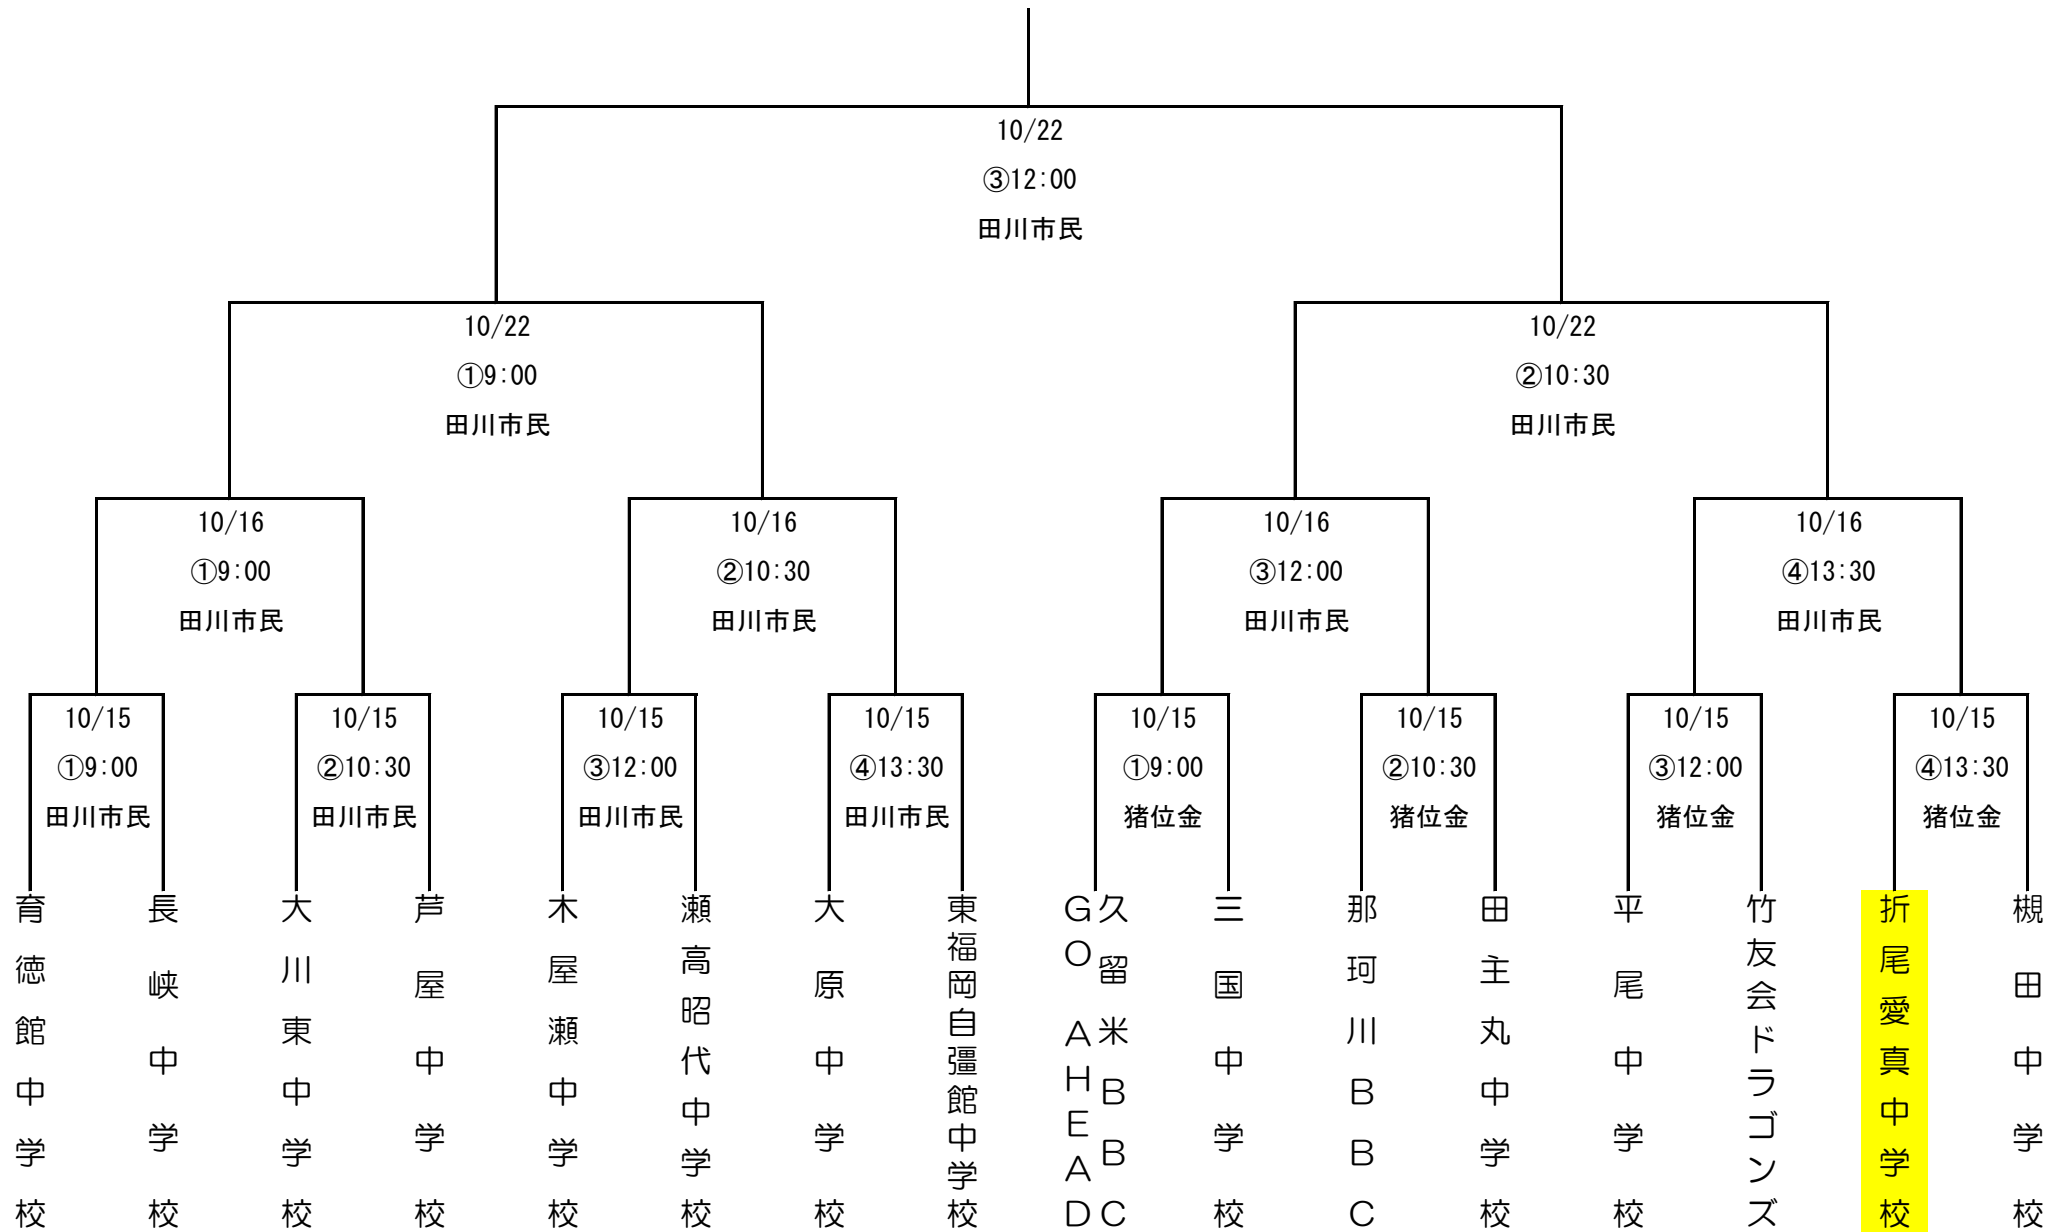 10/22
③12:00
田川市民
10/22
①9:00
田川市民
10/22
②10:30
田川市民
10/16
①9:00
田川市民
10/16
②10:30
田川市民
10/16
③12:00
田川市民
10/16
④13:30
田川市民
10/15
①9:00
田川市民
10/15
②10:30
田川市民
10/15
③12:00
田川市民
10/15
④13:30
田川市民
10/15
①9:00
猪位金
10/15
②10:30
猪位金
10/15
③12:00
猪位金
10/15
④13:30
猪位金
育徳館中学校
長峡中学校
大川東中学校
芦屋中学校
木屋瀬中学校
瀬高昭代中学校
大原中学校
東福岡自彊館中学校
久留米BBC
GO AHEAD
三国中学校
那珂川BBC
田主丸中学校
平尾中学校
竹友会ドラゴンズ
折尾愛真中学校
槻田中学校